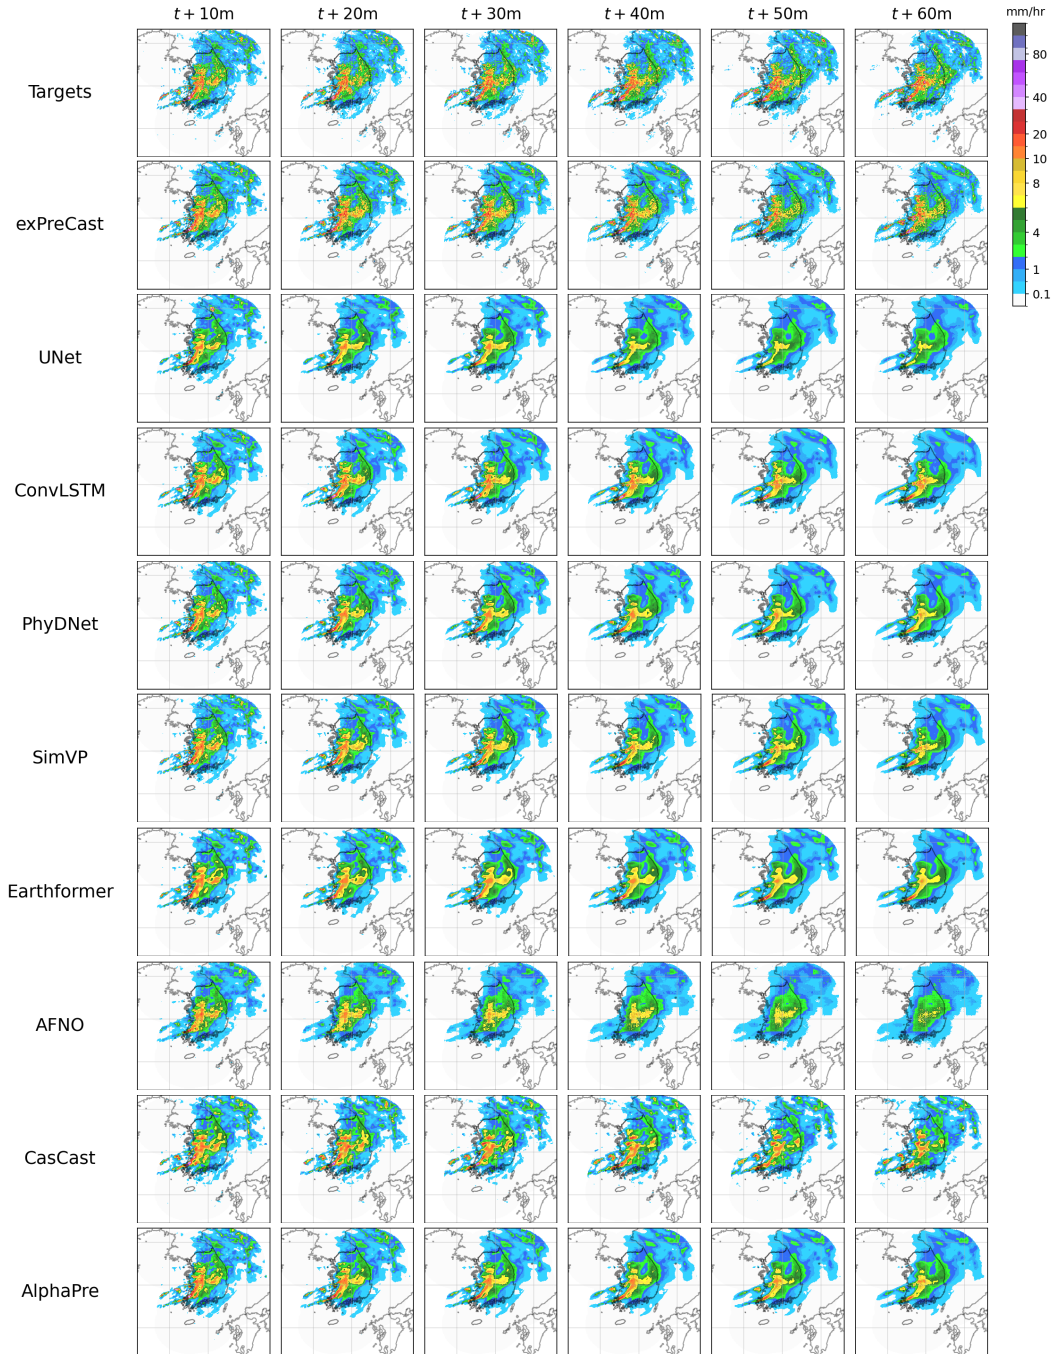 t + 10m t + 20m t + 30m t + 40m t + 50m t + 60m mm/hr
Targets
80
40
20
10
8
4
1
0.1
exPreCast
UNet
ConvLSTM
PhyDNet
SimVP
Earthformer
AFNO
CasCast
AlphaPre